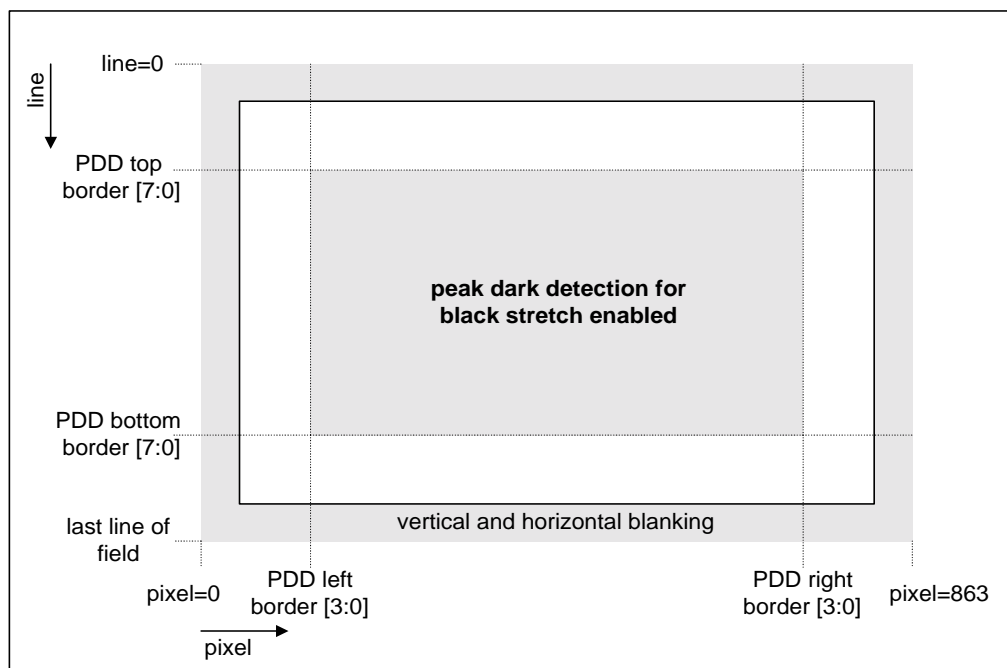 line=0
line
PDD top
border [7:0]
peak dark detection for
black stretch enabled
PDD bottom
border [7:0]
last line of
field
vertical and horizontal blanking
pixel=0
PDD left
border [3:0]
PDD right
border [3:0]
pixel=863
pixel